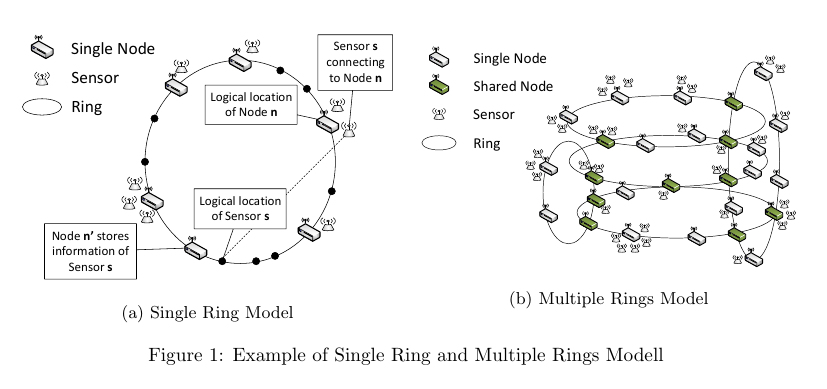 Single Node
Sensor
Ring
Sensor s
connecting
to Node n
Logical location
of Node n
Logical location
of Sensor s
Node n' stores
information of
Sensor s
(a) Single Ring Model
Single Node
Shared Node
Sensor
Ring
(b) Multiple Rings Model
Figure 1: Example of Single Ring and Multiple Rings Modell